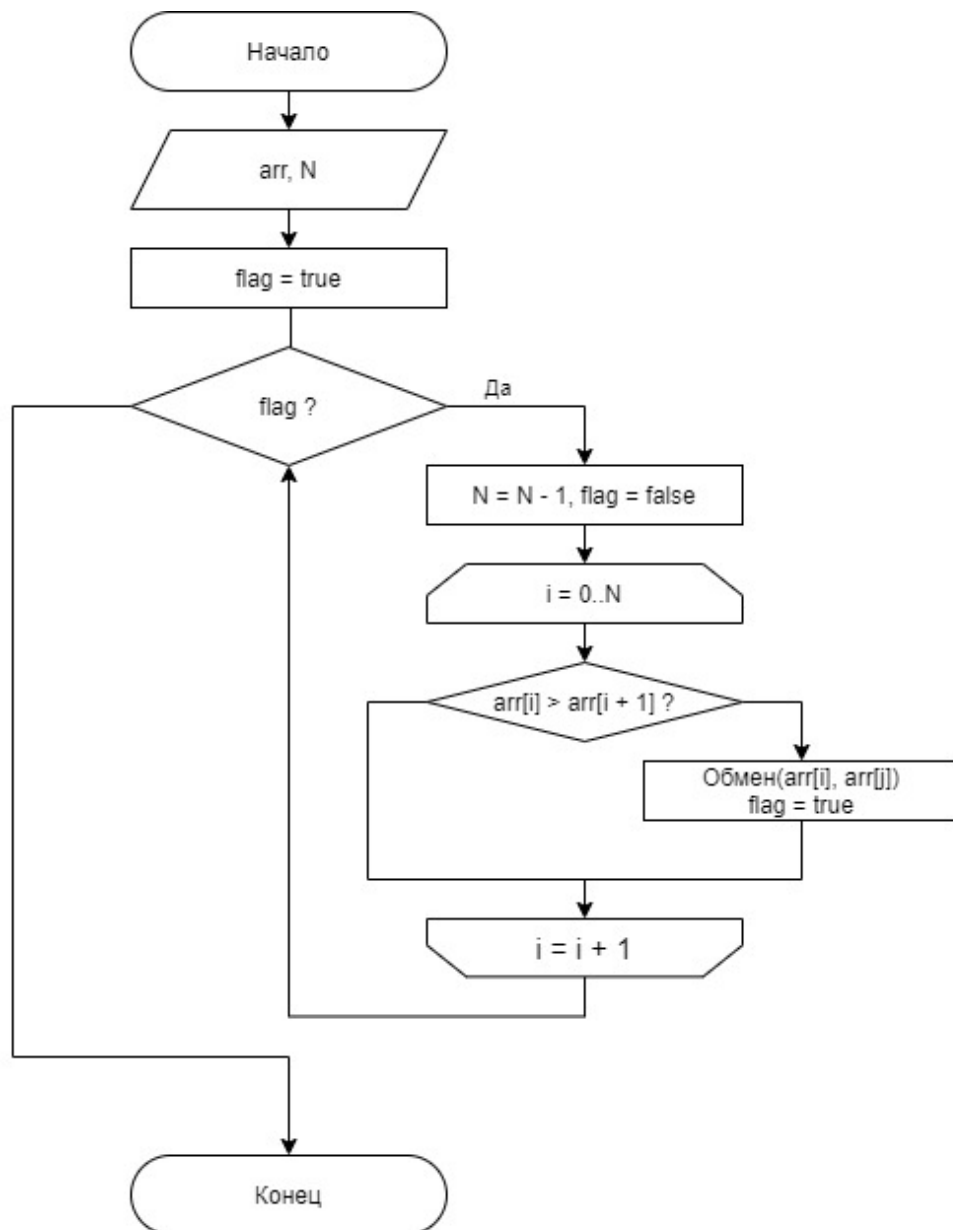 Начало
arr, N
flag = true
flag ?
Да
N = N - 1, flag = false
i = 0..N
arr[i] > arr[i + 1] ?
Обмен(arr[i], arr[j])
flag = true
i = i + 1
Конец